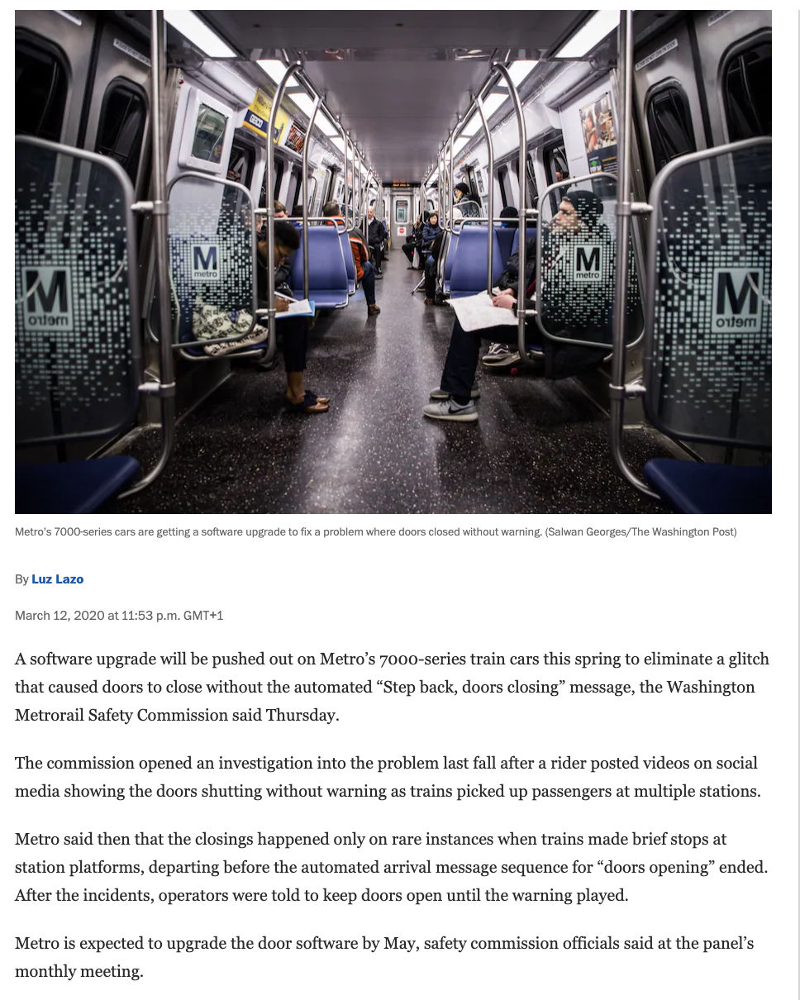 GEICO
M
metro
M
metro
M
metro
M
metro
Metro’s 7000-series cars are getting a software upgrade to fix a problem where doors closed without warning. (Salwan Georges/The Washington Post)
By Luz Lazo
March 12, 2020 at 11:53 p.m. GMT+1
A software upgrade will be pushed out on Metro’s 7000-series train cars this spring to eliminate a glitch
that caused doors to close without the automated “Step back, doors closing” message, the Washington
Metrorail Safety Commission said Thursday.
The commission opened an investigation into the problem last fall after a rider posted videos on social
media showing the doors shutting without warning as trains picked up passengers at multiple stations.
Metro said then that the closings happened only on rare instances when trains made brief stops at
station platforms, departing before the automated arrival message sequence for “doors opening” ended.
After the incidents, operators were told to keep doors open until the warning played.
Metro is expected to upgrade the door software by May, safety commission officials said at the panel’s
monthly meeting.